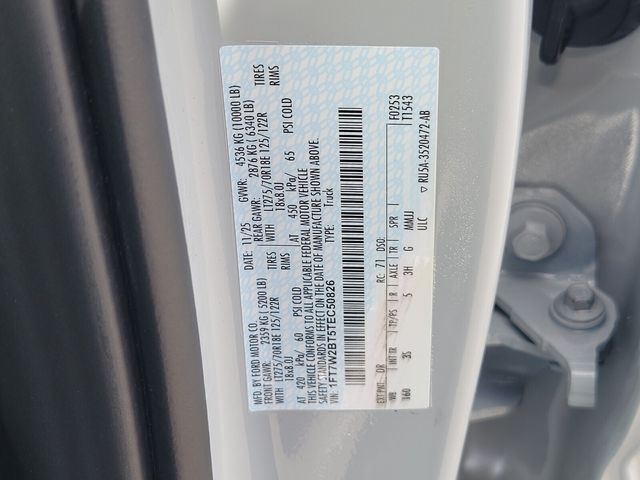 MFD. BY FORD MOTOR CO.
DATE: 11/25 GVWR: 4536 KG (10000 LB)
FRONT GAWR: 2359 KG (5200 LB) REAR GAWR: 2876 KG (6340 LB)
WITH LT275/70R18E 125/122R TIRES WITH LT275/70R18E 125/122R TIRES
18x8.0J RIMS 18x8.0J RIMS
AT 420 kPa/ 60 PSI COLD AT 450 kPa/ 65 PSI COLD
THIS VEHICLE CONFORMS TO ALL APPLICABLE FEDERAL MOTOR VEHICLE
SAFETY STANDARDS IN EFFECT ON THE DATE OF MANUFACTURE SHOWN ABOVE.
VIN: 1FT7W2BT5TEC50826 TYPE: Truck
F0253
T1543
EXT PNT: DR RC: 71 DSO:
WB INTTR TP/PS R AXLE TR SPR
160 5 3H G MMUJ
ULC
▽ RU5A-3520472-AB